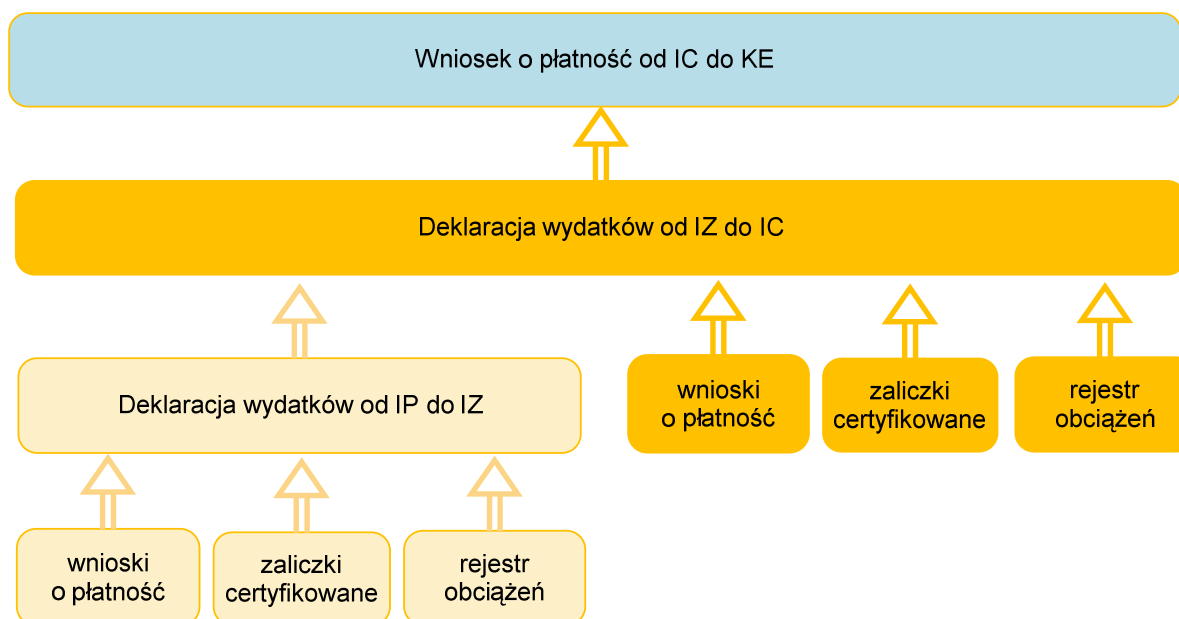 Wniosek o płatność od IC do KE
Deklaracja wydatków od IZ do IC
Deklaracja wydatków od IP do IZ
wnioski
o płatność
zaliczki
certyfikowane
rejestr
obciążeń
wnioski
o płatność
zaliczki
certyfikowane
rejestr
obciążeń